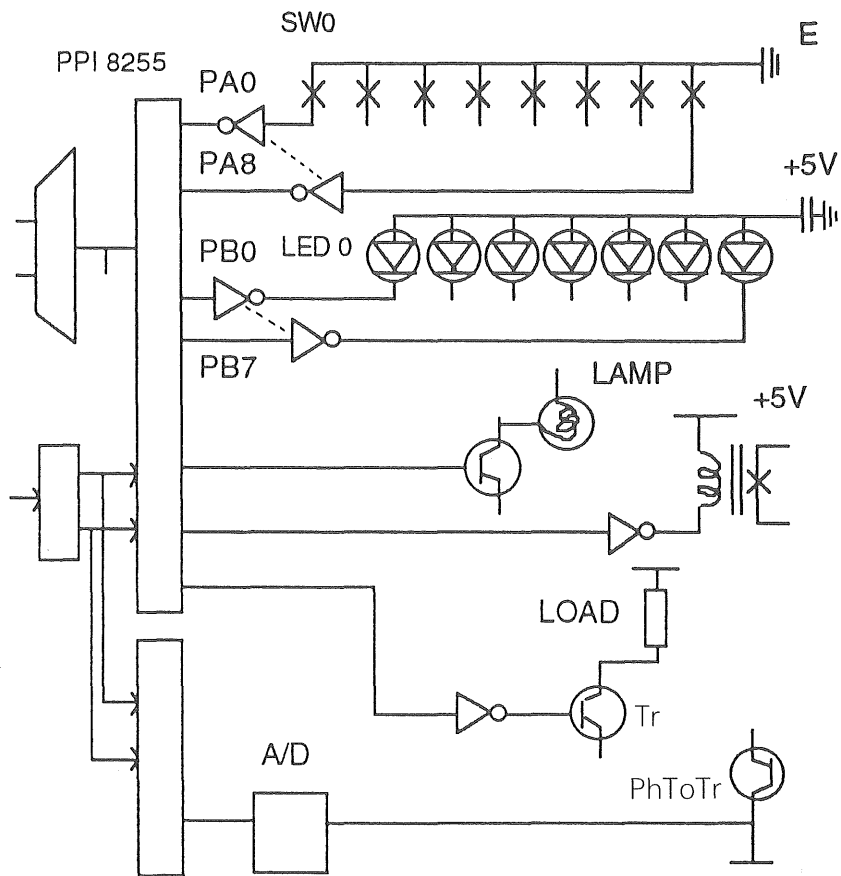 SW0
E
PPI 8255
PA0
PA8
+5V
PB0
LED 0
PB7
LAMP
+5V
LOAD
Tr
A/D
PhToTr